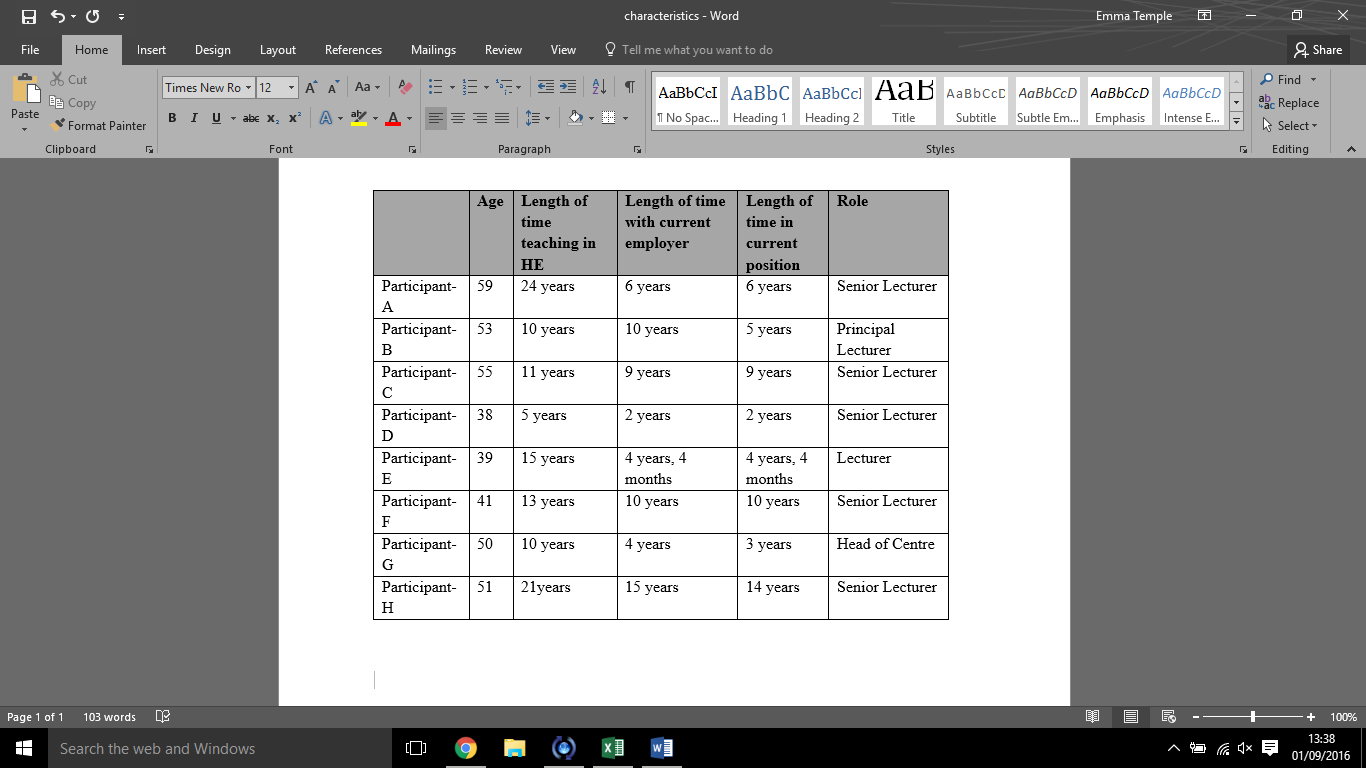 characteristics - Word
Emma Temple
File Home Insert Design Layout References Mailings Review View Tell me what you want to do Share
Paste
Cut
Copy
Format Painter
Clipboard
Times New Ro 12 Aa
B I U abc x₂ x² A ab A
Font
Paragraph
AaBbCcI AaBbC AaBbCcI AaB AaBbCcD AaBbCcD AaBbCcD AaBbCcD
¶ No Spac... Heading 1 Heading 2 Title Subtitle Subtle Em... Emphasis Intense E...
Styles
Find
Replace
Select
Editing
Age
Length of
time
teaching in
HE
Length of time
with current
employer
Length of
time in
current
position
Role
Participant-
A
59
24 years
6 years
6 years
Senior Lecturer
Participant-
B
53
10 years
10 years
5 years
Principal
Lecturer
Participant-
C
55
11 years
9 years
9 years
Senior Lecturer
Participant-
D
38
5 years
2 years
2 years
Senior Lecturer
Participant-
E
39
15 years
4 years, 4
months
4 years, 4
months
Lecturer
Participant-
F
41
13 years
10 years
10 years
Senior Lecturer
Participant-
G
50
10 years
4 years
3 years
Head of Centre
Participant-
H
51
21years
15 years
14 years
Senior Lecturer
Page 1 of 1 103 words
100%
Search the web and Windows
13:38
01/09/2016